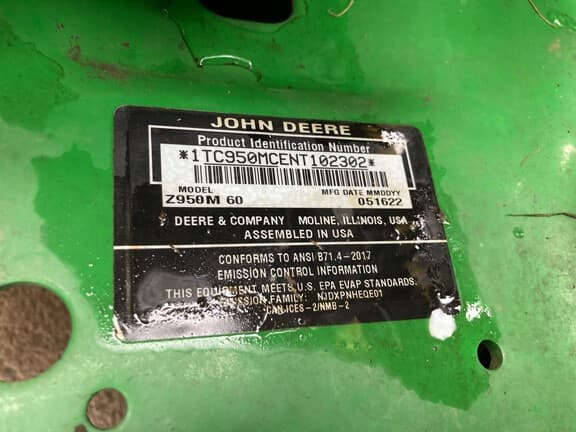 JOHN DEERE
Product Identification Number
*1TC950MCENT102302*
MODEL MFG DATE MMDDYY
Z950M 60 051622
DEERE & COMPANY MOLINE, ILLINOIS, USA
ASSEMBLED IN USA
CONFORMS TO ANSI B71.4-2017
EMISSION CONTROL INFORMATION
THIS EQUIPMENT MEETS U.S. EPA EVAP STANDARDS.
EMISSION FAMILY: NJDXPNHEQE01
CAN ICES-2/NMB-2